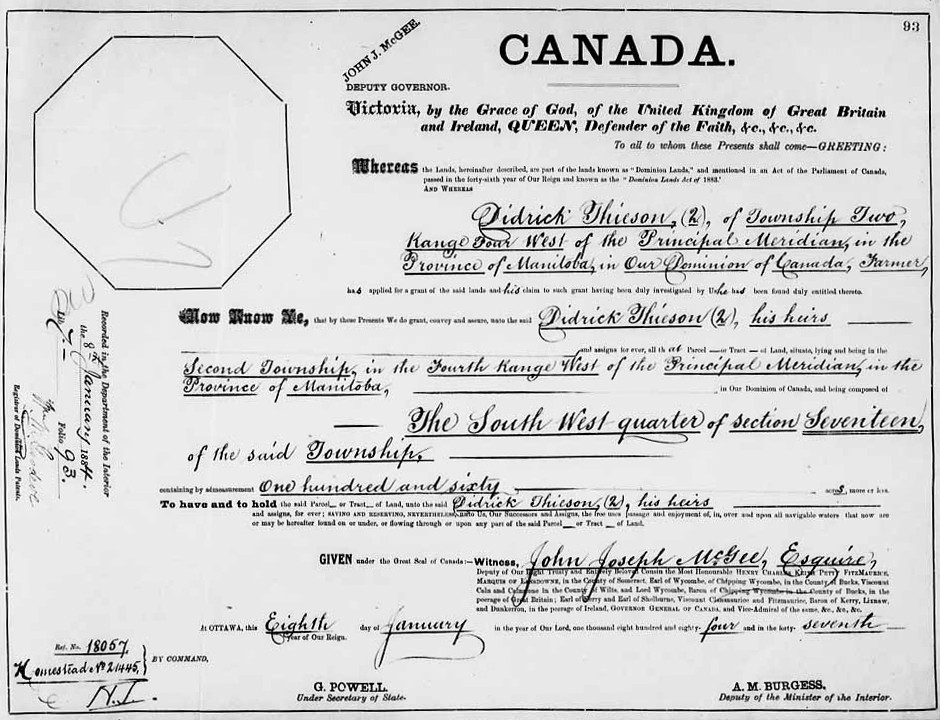 93
JOHN J. McGEE.
DEPUTY GOVERNOR.
CANADA.
Victoria, by the Grace of God, of the United Kingdom of Great Britain
and Ireland, QUEEN, Defender of the Faith, &c., &c., &c.
To all to whom these Presents shall come—GREETING:
Whereas the Lands, hereinafter described, are part of the lands known as "Dominion Lands," and mentioned in an Act of the Parliament of Canada,
passed in the forty-sixth year of Our Reign and known as the "Dominion Lands Act of 1883."
AND WHEREAS
Didrick Thieson, (2), of Township Two,
Range Four West of the Principal Meridian, in the
Province of Manitoba, in Our Dominion of Canada, Farmer,
has applied for a grant of the said lands and his claim to such grant having been duly investigated by Us he has been found duly entitled thereto.
Now Know Ye, that by these Presents We do grant, convey and assure, unto the said Didrick Thieson (2), his heirs
and assigns for ever, all that Parcel or Tract of Land, situate, lying and being in the
Second Township, in the Fourth Range West of the Principal Meridian, in the
Province of Manitoba, in Our Dominion of Canada, and being composed of
The South West quarter of section Seventeen,
of the said Township,
containing by admeasurement One hundred and sixty acres, more or less.
To have and to hold the said Parcel or Tract of Land, unto the said Didrick Thieson, (2), his heirs
and assigns, for ever; SAVING AND RESERVING, NEVERTHELESS, unto Us, Our Successors and Assigns, the free uses, passage and enjoyment of, in, over and upon all navigable waters that now are
or may be hereafter found on or under, or flowing through or upon any part of the said Parcel or Tract of Land.
GIVEN under the Great Seal of Canada:—Witness, John Joseph McGee, Esquire,
Deputy of Our Right Trusty and Entirely Beloved Cousin the Most Honourable HENRY CHARLES KEITH PETTY FITZMAURICE,
MARQUIS OF LANSDOWNE, in the County of Somerset, Earl of Wycombe, of Chipping Wycombe, in the County of Bucks, Viscount
Caln and Calnstone in the County of Wilts, and Lord Wycombe, Baron of Chipping Wycombe in the County of Bucks, in the
peerage of Great Britain; Earl of Kerry and Earl of Shelburne, Viscount Clanmaurice and Fitzmaurice, Baron of Kerry, Lixnaw,
and Dunkerron, in the peerage of Ireland, GOVERNOR GENERAL OF CANADA, and Vice-Admiral of the same, &c., &c., &c.
At OTTAWA, this Eighth day of January in the year of Our Lord, one thousand eight hundred and eighty-four and in the forty-seventh
year of Our Reign.
Ref. No. 18057
Homestead No 21445,
BY COMMAND,
G. POWELL.
Under Secretary of State.
A. M. BURGESS,
Deputy of the Minister of the Interior.
Recorded in the Department of the Interior
the 8th January 1884.
Folio 93.
Registrar of Dominion Lands Patents.